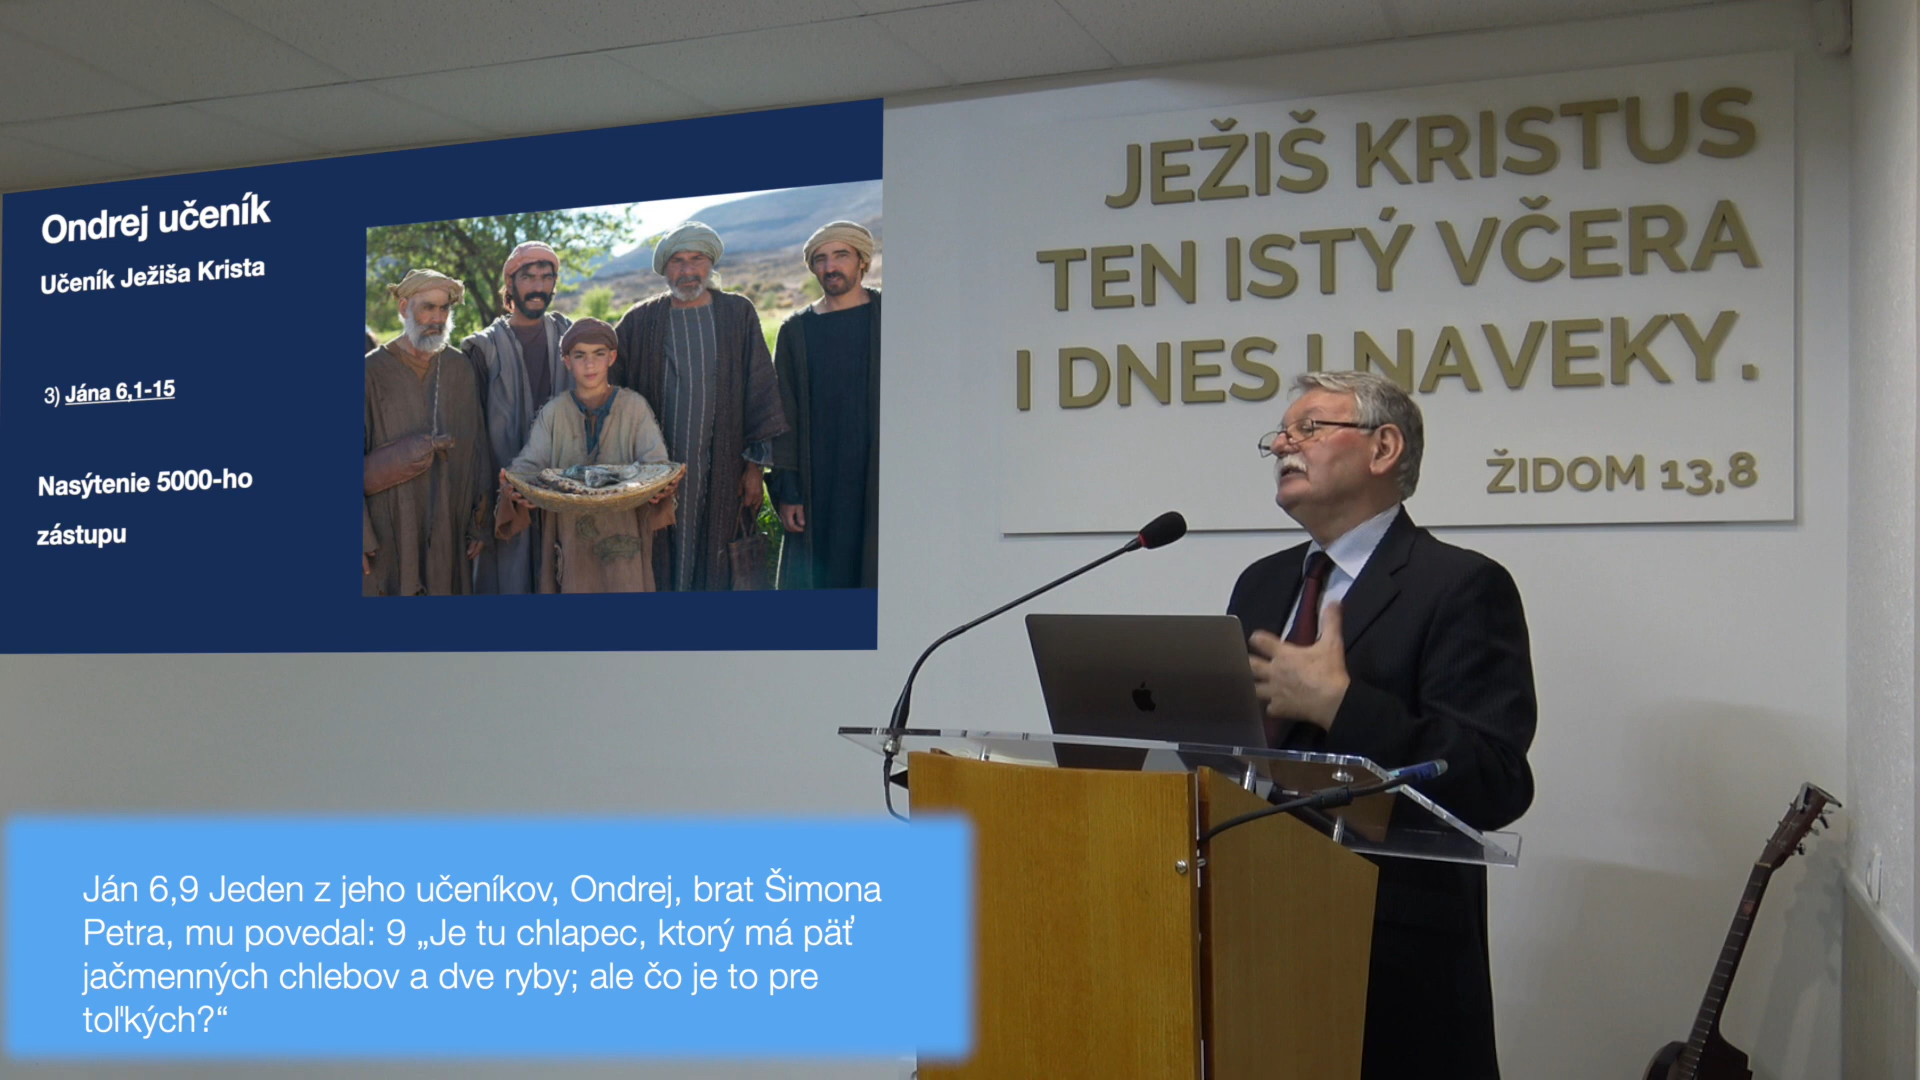 Ondrej učeník
Učeník Ježiša Krista
3) Jána 6,1-15
Nasýtenie 5000-ho
zástupu
JEŽIŠ KRISTUS
TEN ISTÝ VČERA
I DNES I NAVEKY.
ŽIDOM 13,8
Ján 6,9 Jeden z jeho učeníkov, Ondrej, brat Šimona
Petra, mu povedal: 9 „Je tu chlapec, ktorý má päť
jačmenných chlebov a dve ryby; ale čo je to pre
toľkých?“